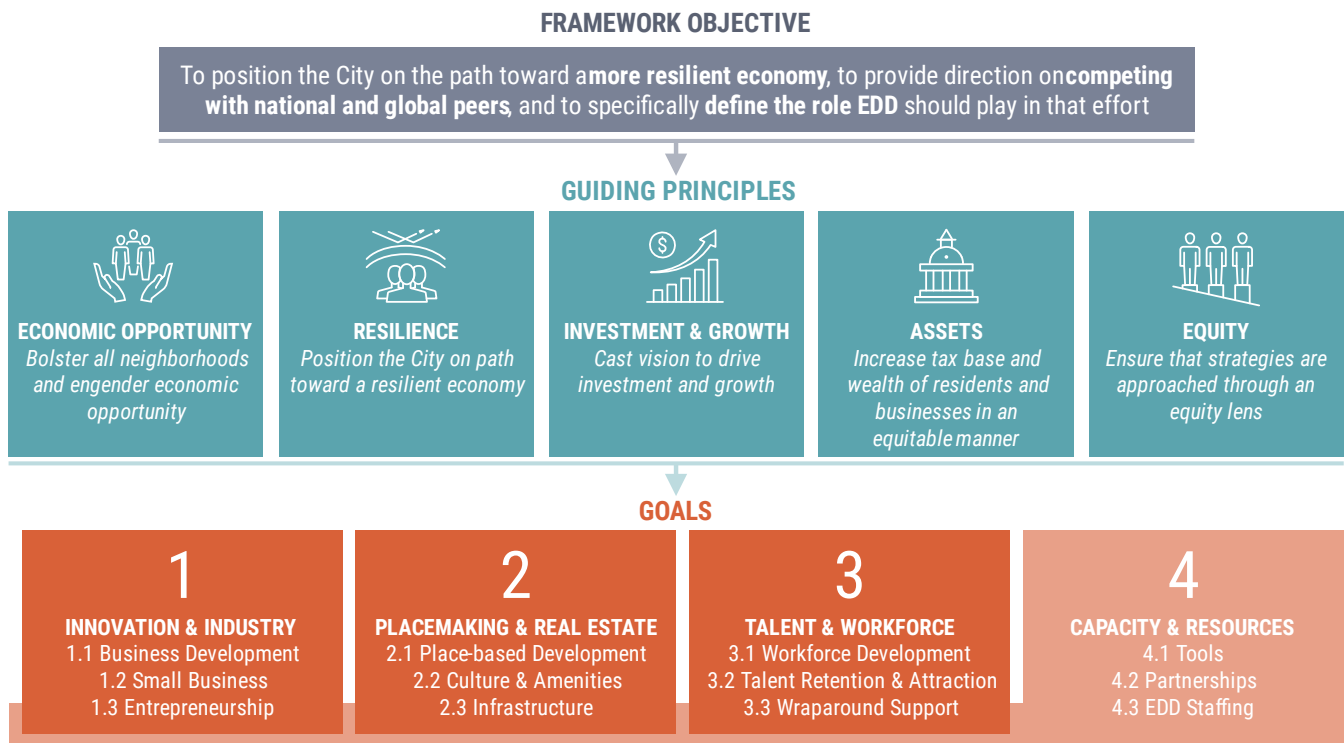 FRAMEWORK OBJECTIVE
To position the City on the path toward a more resilient economy, to provide direction on competing
with national and global peers, and to specifically define the role EDD should play in that effort
GUIDING PRINCIPLES
$
ECONOMIC OPPORTUNITY
Bolster all neighborhoods
and engender economic
opportunity
RESILIENCE
Position the City on path
toward a resilient economy
INVESTMENT & GROWTH
Cast vision to drive
investment and growth
ASSETS
Increase tax base and
wealth of residents and
businesses in an
equitable manner
EQUITY
Ensure that strategies are
approached through an
equity lens
GOALS
1
INNOVATION & INDUSTRY
1.1 Business Development
1.2 Small Business
1.3 Entrepreneurship
2
PLACEMAKING & REAL ESTATE
2.1 Place-based Development
2.2 Culture & Amenities
2.3 Infrastructure
3
TALENT & WORKFORCE
3.1 Workforce Development
3.2 Talent Retention & Attraction
3.3 Wraparound Support
4
CAPACITY & RESOURCES
4.1 Tools
4.2 Partnerships
4.3 EDD Staffing